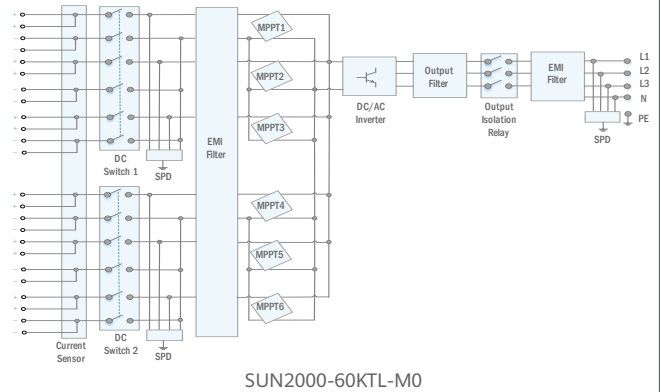 MPPT1
L1
MPPT2
Output
Filter
EMI
Filter
L2
L3
N
DC/AC
Inverter
Output
Isolation
Relay
PE
MPPT3
SPD
EMI
Filter
DC
Switch 1
SPD
MPPT4
MPPT5
MPPT6
Current
Sensor
DC
Switch 2
SPD
SUN2000-60KTL-M0